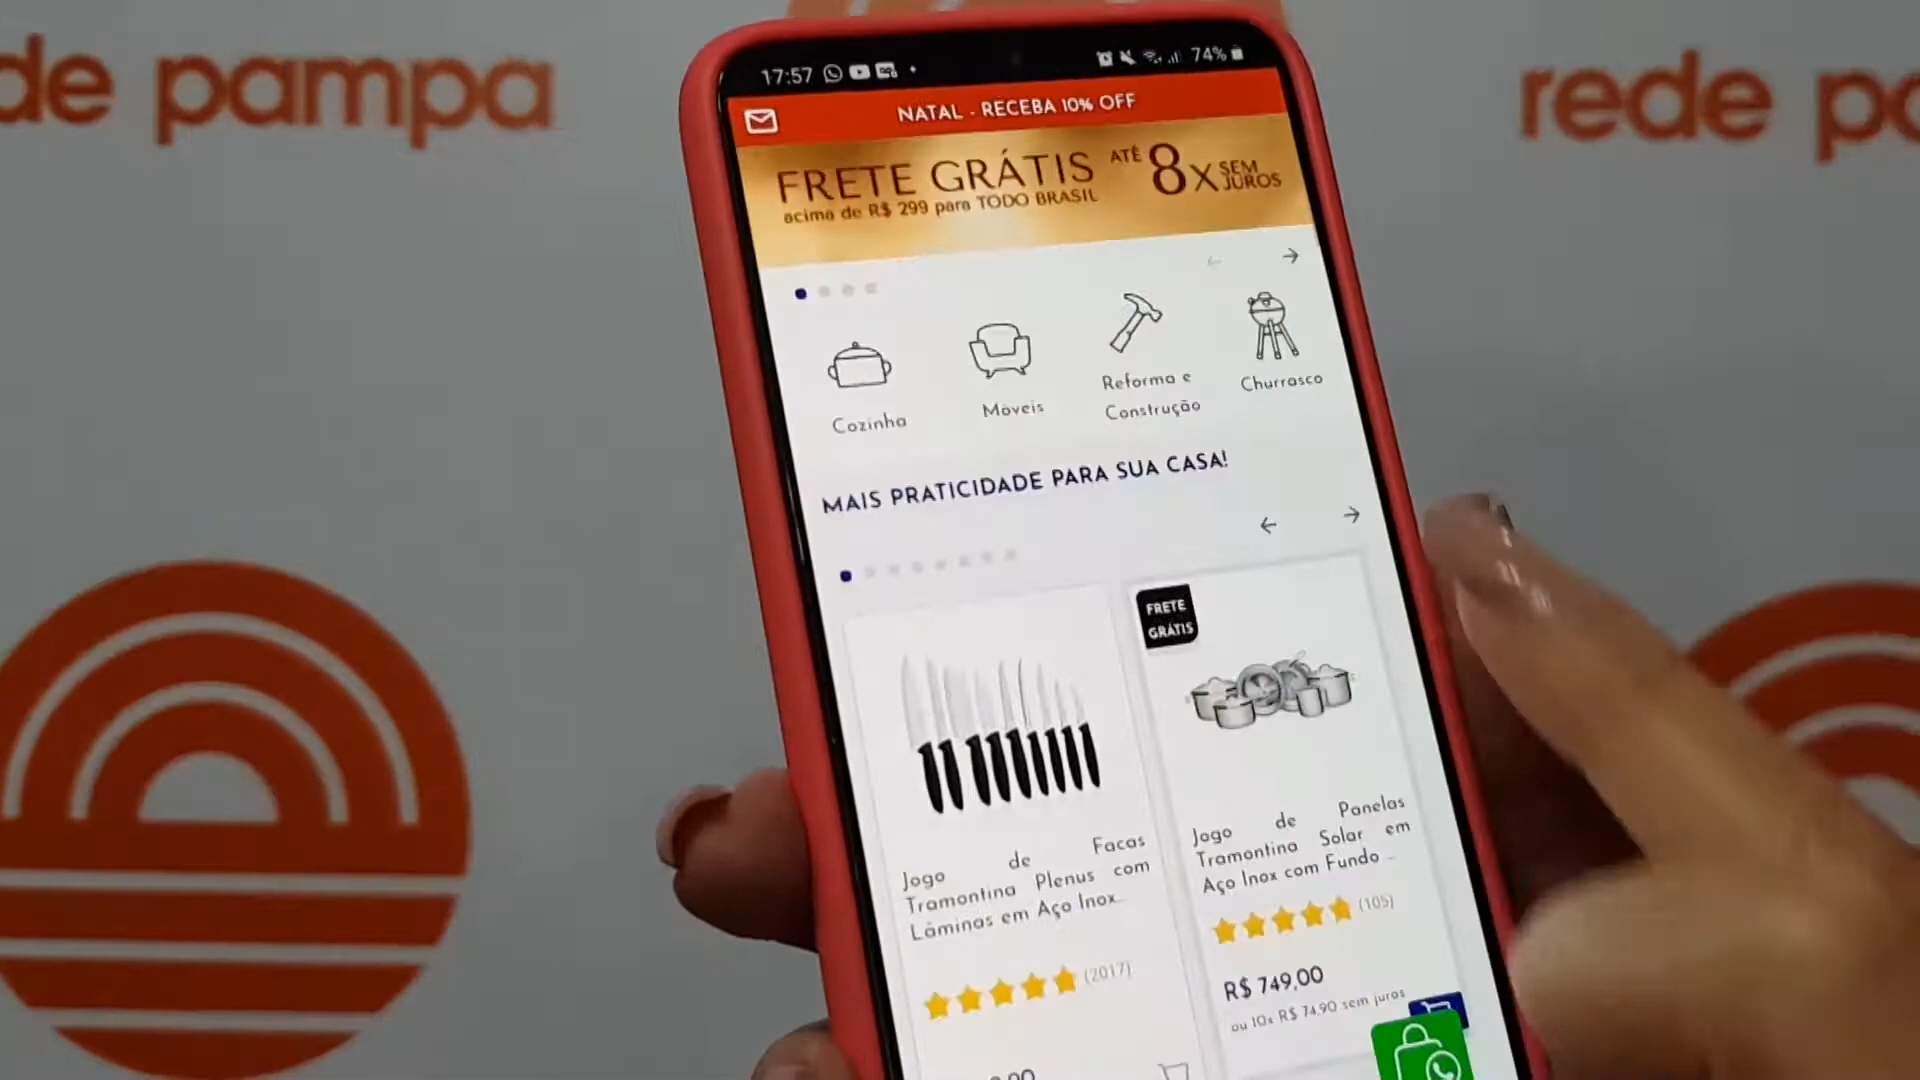 de pampa
rede pa
17:57
74%
NATAL - RECEBA 10% OFF
FRETE GRÁTIS
acima de R$ 299 para TODO BRASIL
ATÉ 8X SEM JUROS
Cozinha
Móveis
Reforma e
Construção
Churrasco
MAIS PRATICIDADE PARA SUA CASA!
Jogo de Facas
Tramontina Plenus com
Lâminas em Aço Inox...
(2017)
FRETE
GRÁTIS
Jogo de Panelas
Tramontina Solar em
Aço Inox com Fundo ...
(105)
R$ 749,00
ou 10x R$ 74,90 sem juros